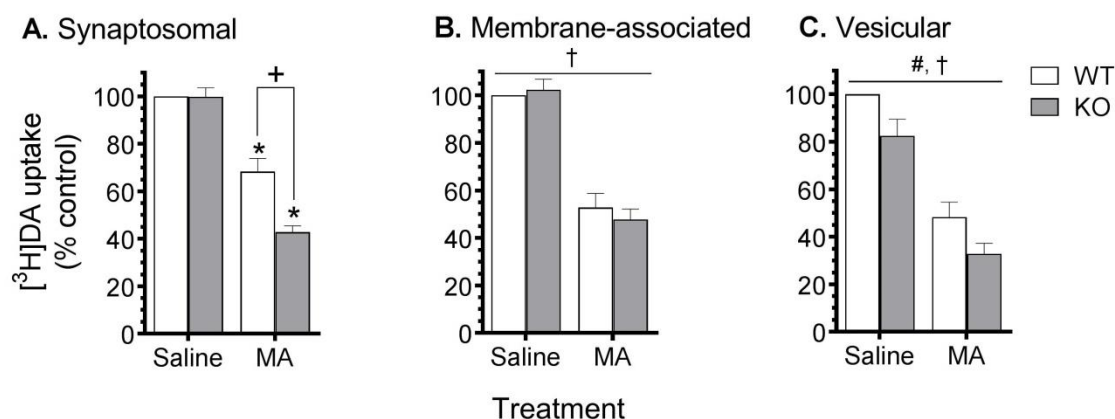 A. Synaptosomal
B. Membrane-associated
C. Vesicular
[³H]DA uptake
(% control)
+
*
*
100
80
60
40
20
0
Saline
MA
†
100
80
60
40
20
0
Saline
MA
#, †
100
80
60
40
20
0
Saline
MA
WT
KO
Treatment